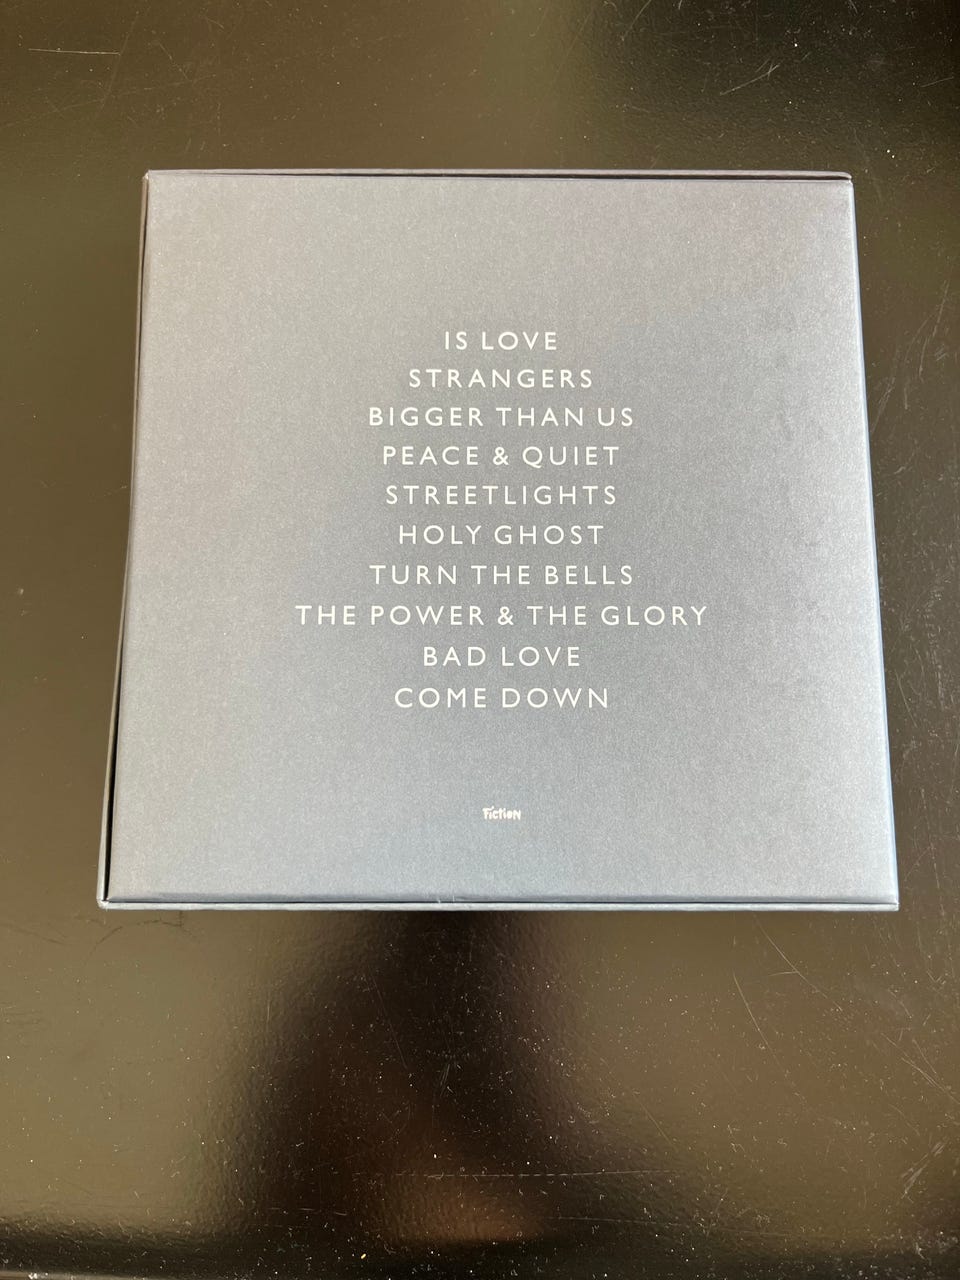 IS LOVE
STRANGERS
BIGGER THAN US
PEACE & QUIET
STREETLIGHTS
HOLY GHOST
TURN THE BELLS
THE POWER & THE GLORY
BAD LOVE
COME DOWN
Fiction